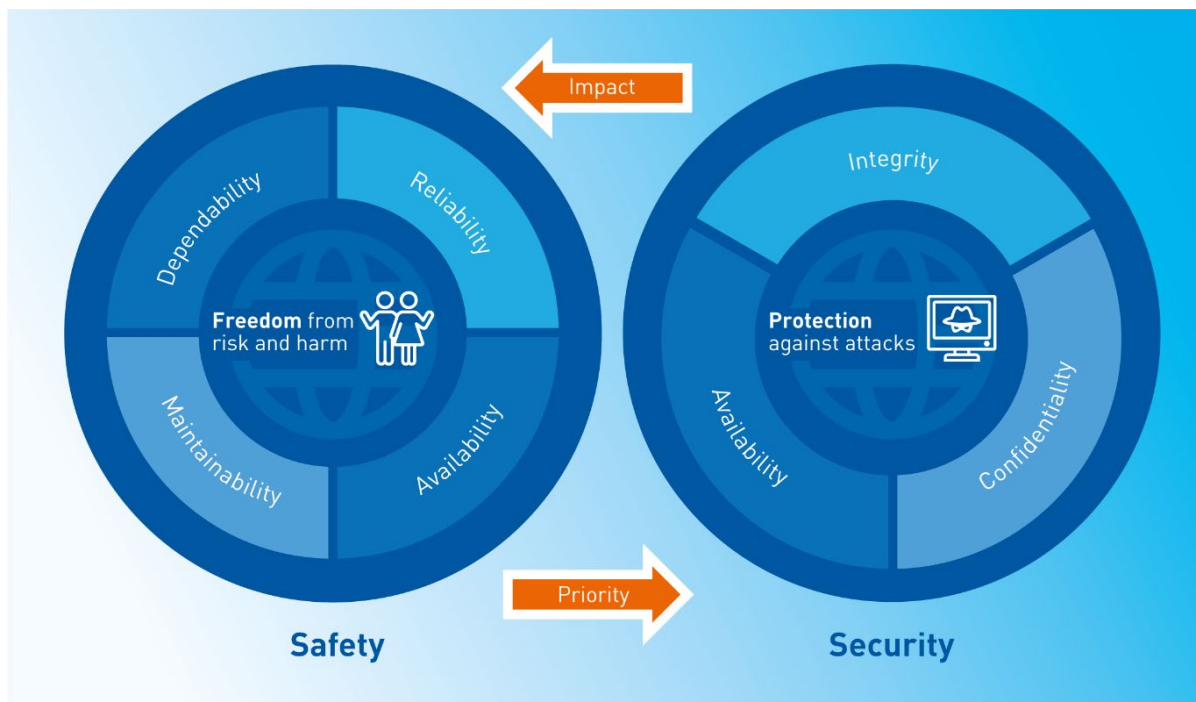 Impact
Dependability
Reliability
Freedom from
risk and harm
Maintainability
Availability
Integrity
Protection
against attacks
Availability
Confidentiality
Priority
Safety
Security